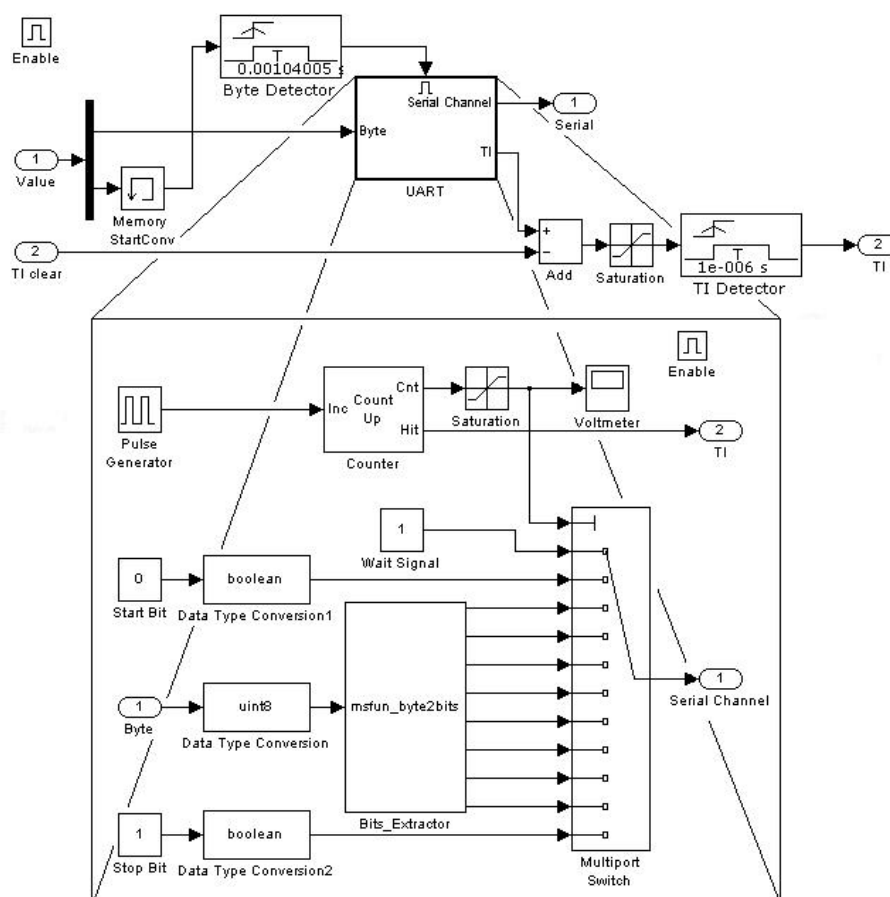 Enable
T
0.00104005 s
Byte Detector
Serial Channel
Byte
TI
UART
1
Serial
1
Value
Memory
StartConv
2
TI clear
+
−
Add
Saturation
T
1e-006 s
TI Detector
2
TI
Enable
Pulse
Generator
Inc
Count
Up
Cnt
Hit
Counter
Saturation
Voltmeter
2
TI
1
Wait Signal
0
Start Bit
boolean
Data Type Conversion1
1
Byte
uint8
Data Type Conversion
msfun_byte2bits
Bits_Extractor
1
Serial Channel
1
Stop Bit
boolean
Data Type Conversion2
Multiport
Switch